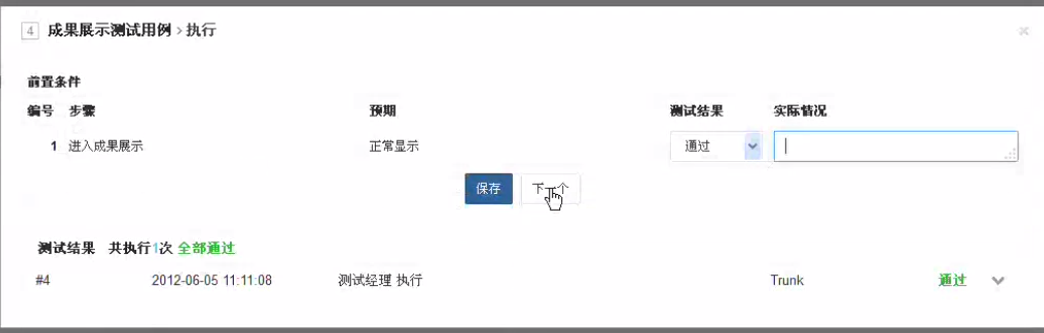 4 成果展示测试用例 > 执行 ×
前置条件
编号 步骤 预期 测试结果 实际情况
1 进入成果展示 正常显示 通过
保存 下一个
测试结果 共执行1次 全部通过
#4 2012-06-05 11:11:08 测试经理 执行 Trunk 通过